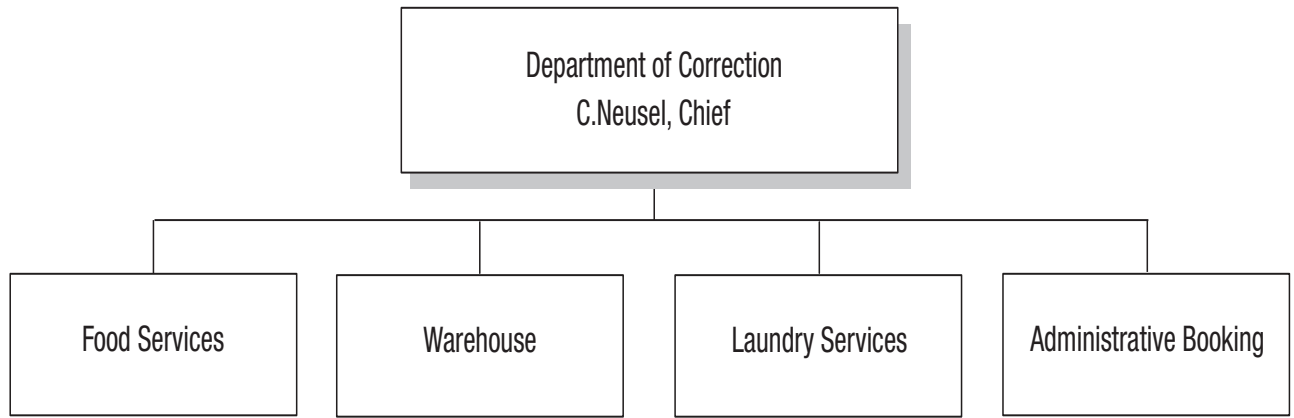 Department of Correction
C.Neusel, Chief
Food Services
Warehouse
Laundry Services
Administrative Booking